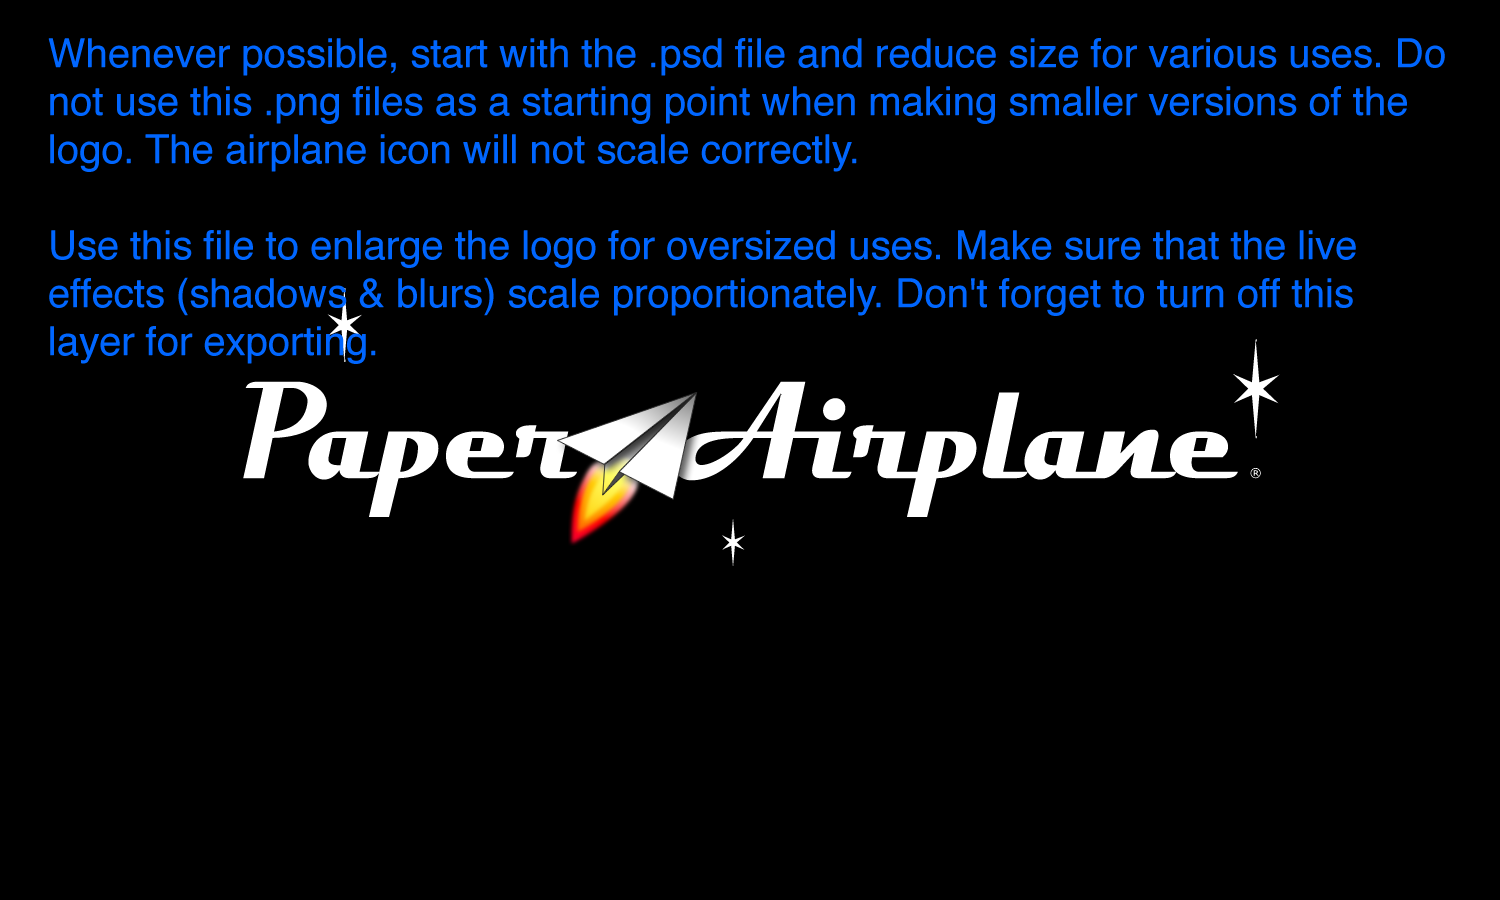 Whenever possible, start with the .psd file and reduce size for various uses. Do
not use this .png files as a starting point when making smaller versions of the
logo. The airplane icon will not scale correctly.
Use this file to enlarge the logo for oversized uses. Make sure that the live
effects (shadows & blurs) scale proportionately. Don't forget to turn off this
layer for exporting.
Paper Airplane ®